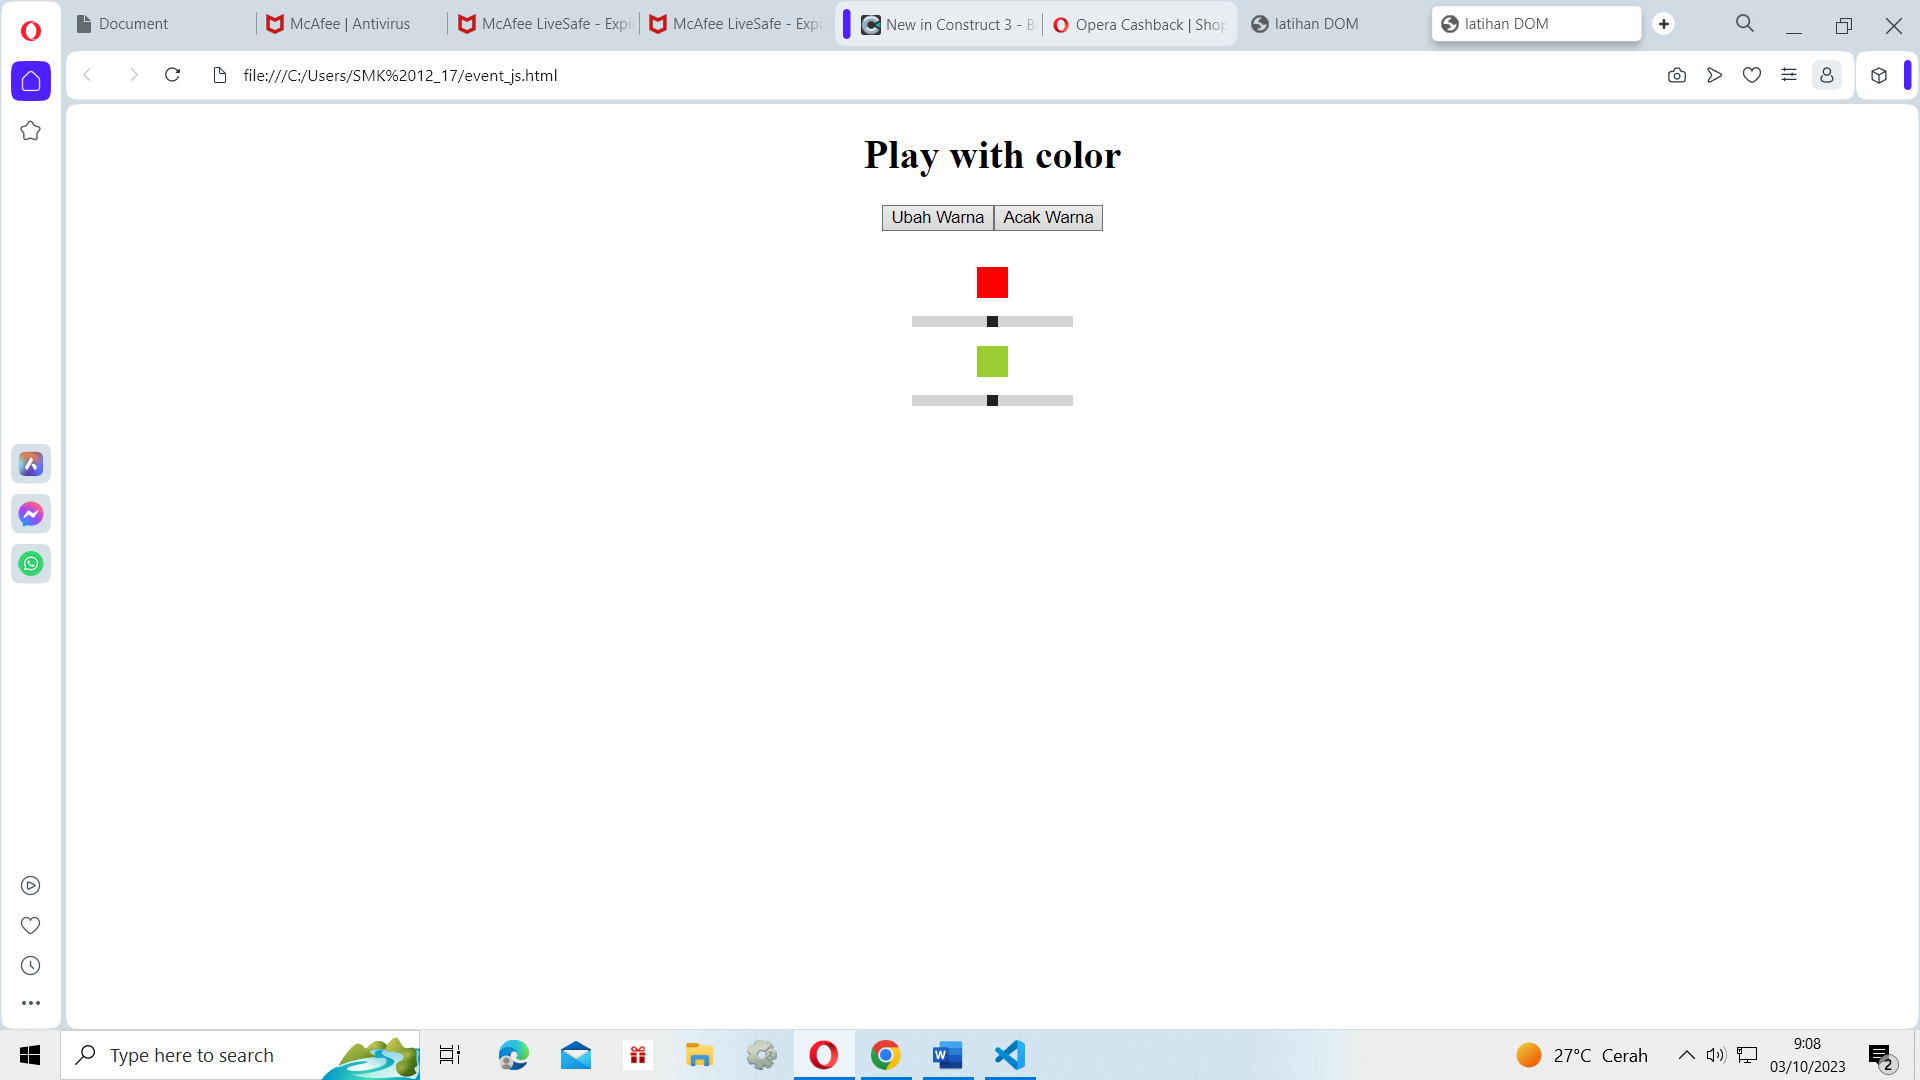 Document
McAfee | Antivirus
McAfee LiveSafe - Expi
McAfee LiveSafe - Exp
New in Construct 3 - B
Opera Cashback | Shop
latihan DOM
latihan DOM
file:///C:/Users/SMK%2012_17/event_js.html
Play with color
Ubah Warna
Acak Warna
Type here to search
27°C Cerah
9:08
03/10/2023
2